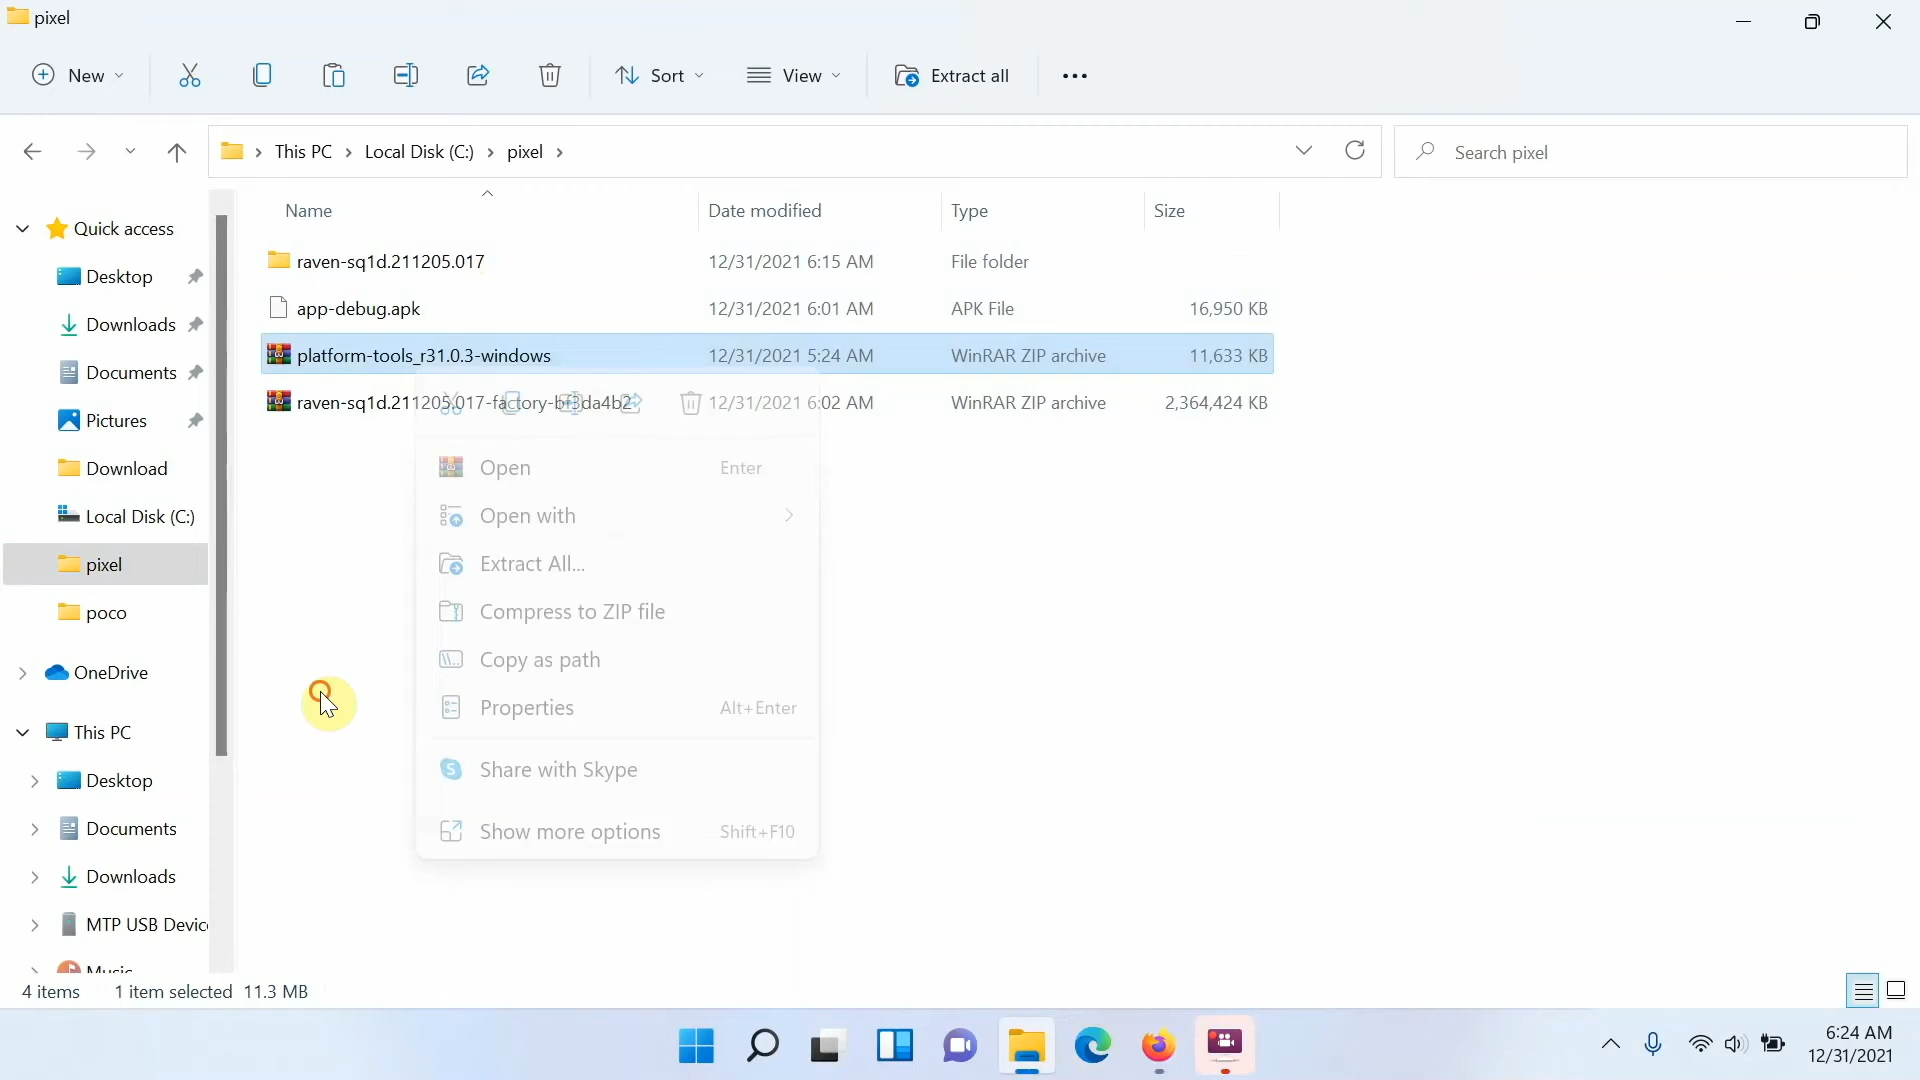 pixel
New
Sort
View
Extract all
This PC
Local Disk (C:)
pixel
Search pixel
Name
Date modified
Type
Size
Quick access
Desktop
Downloads
Documents
Pictures
Download
Local Disk (C:)
pixel
poco
OneDrive
This PC
Desktop
Documents
Downloads
MTP USB Devic
Music
raven-sq1d.211205.017 12/31/2021 6:15 AM File folder
app-debug.apk 12/31/2021 6:01 AM APK File 16,950 KB
platform-tools_r31.0.3-windows 12/31/2021 5:24 AM WinRAR ZIP archive 11,633 KB
raven-sq1d.211205.017-factory-bf3da4b2 12/31/2021 6:02 AM WinRAR ZIP archive 2,364,424 KB
Open Enter
Open with
Extract All...
Compress to ZIP file
Copy as path
Properties Alt+Enter
Share with Skype
Show more options Shift+F10
4 items 1 item selected 11.3 MB
6:24 AM
12/31/2021